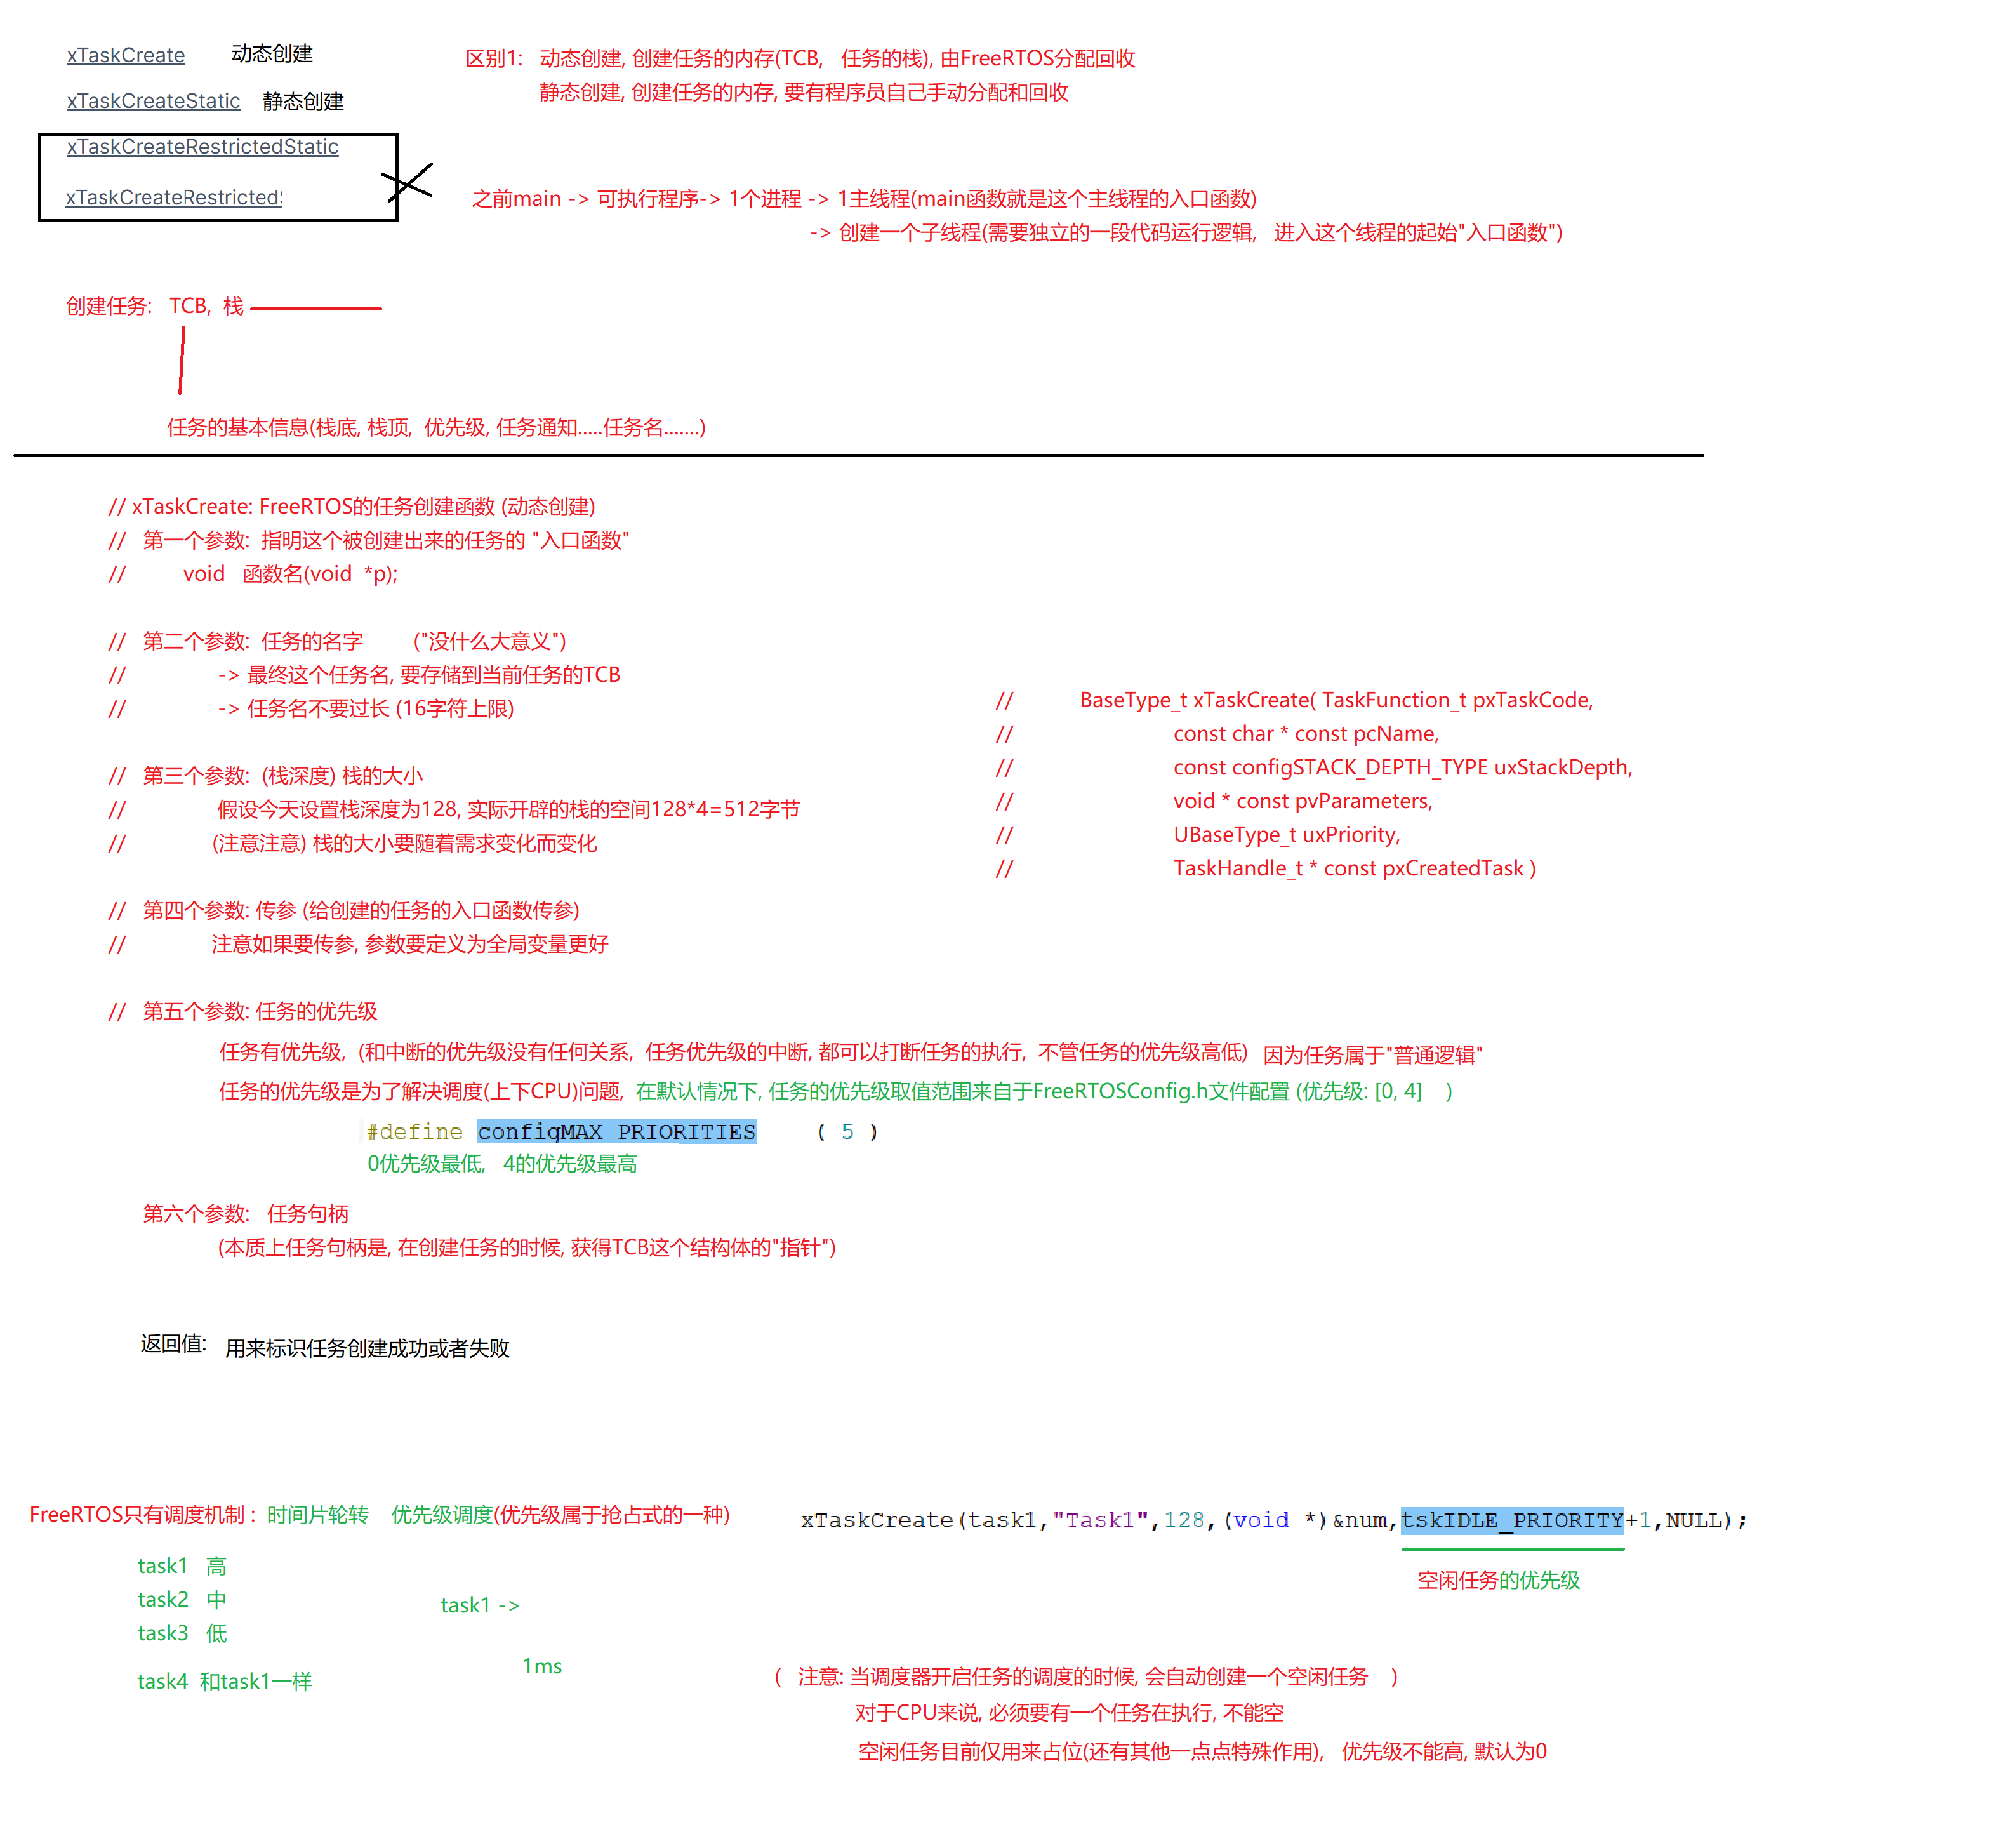 xTaskCreate 动态创建
xTaskCreateStatic 静态创建
xTaskCreateRestrictedStatic
xTaskCreateRestricted
区别1: 动态创建, 创建任务的内存(TCB, 任务的栈), 由FreeRTOS分配回收
静态创建, 创建任务的内存, 要有程序员自己手动分配和回收
之前main -> 可执行程序-> 1个进程 -> 1主线程(main函数就是这个主线程的入口函数)
-> 创建一个子线程(需要独立的一段代码运行逻辑, 进入这个线程的起始"入口函数")
创建任务: TCB, 栈
任务的基本信息(栈底, 栈顶, 优先级, 任务通知.....任务名.......)
// xTaskCreate: FreeRTOS的任务创建函数 (动态创建)
// 第一个参数: 指明这个被创建出来的任务的 "入口函数"
// void 函数名(void *p);
// 第二个参数: 任务的名字 ("没什么大意义")
// -> 最终这个任务名, 要存储到当前任务的TCB
// -> 任务名不要过长 (16字符上限)
// 第三个参数: (栈深度) 栈的大小
// 假设今天设置栈深度为128, 实际开辟的栈的空间128*4=512字节
// (注意注意) 栈的大小要随着需求变化而变化
// 第四个参数: 传参 (给创建的任务的入口函数传参)
// 注意如果要传参, 参数要定义为全局变量更好
// BaseType_t xTaskCreate( TaskFunction_t pxTaskCode,
// const char * const pcName,
// const configSTACK_DEPTH_TYPE uxStackDepth,
// void * const pvParameters,
// UBaseType_t uxPriority,
// TaskHandle_t * const pxCreatedTask )
// 第五个参数: 任务的优先级
任务有优先级, (和中断的优先级没有任何关系, 任务优先级的中断, 都可以打断任务的执行, 不管任务的优先级高低) 因为任务属于"普通逻辑"
任务的优先级是为了解决调度(上下CPU)问题, 在默认情况下, 任务的优先级取值范围来自于FreeRTOSConfig.h文件配置 (优先级: [0, 4] )
#define configMAX_PRIORITIES ( 5 )
0优先级最低, 4的优先级最高
第六个参数: 任务句柄
(本质上任务句柄是, 在创建任务的时候, 获得TCB这个结构体的"指针")
返回值: 用来标识任务创建成功或者失败
FreeRTOS只有调度机制 : 时间片轮转 优先级调度(优先级属于抢占式的一种)
task1 高
task2 中
task3 低
task4 和task1一样
task1 ->
1ms
xTaskCreate(task1,"Task1",128,(void *)&num,tskIDLE_PRIORITY+1,NULL);
空闲任务的优先级
( 注意: 当调度器开启任务的调度的时候, 会自动创建一个空闲任务 )
对于CPU来说, 必须要有一个任务在执行, 不能空
空闲任务目前仅用来占位(还有其他一点点特殊作用), 优先级不能高, 默认为0